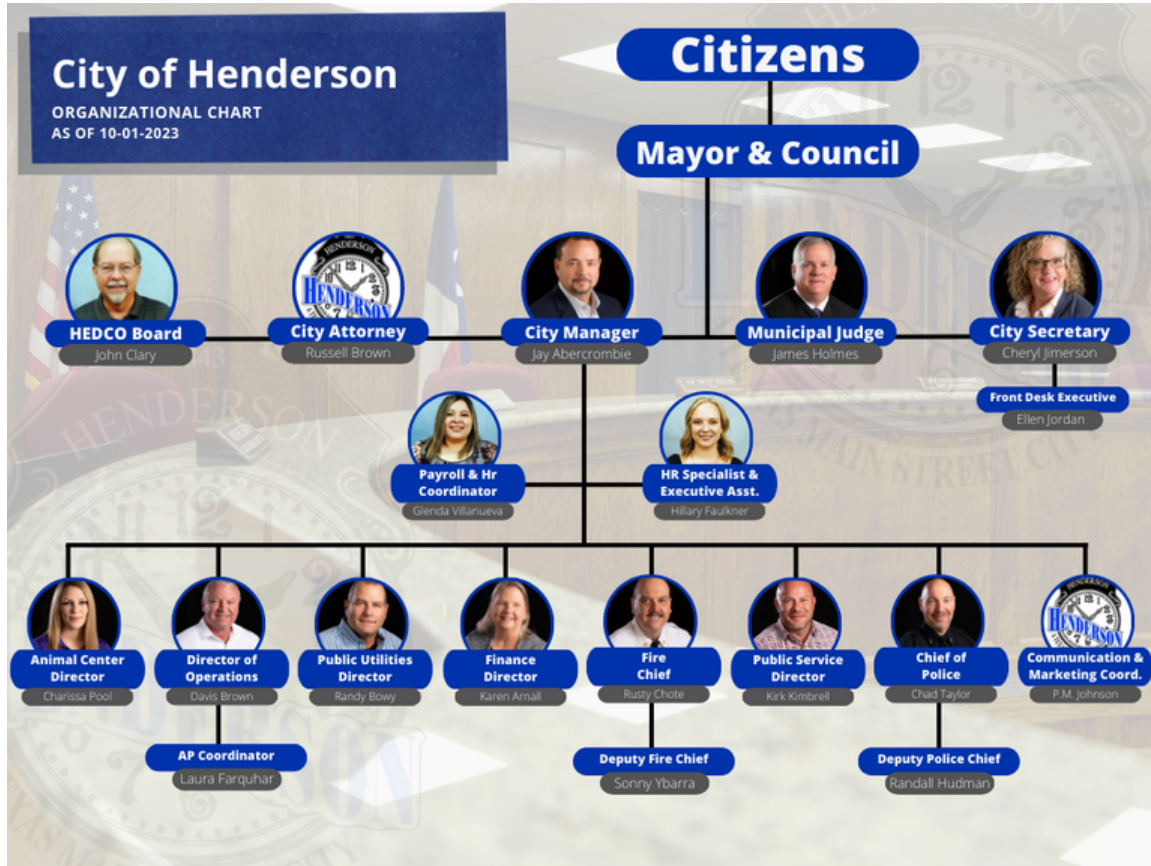 City of Henderson
ORGANIZATIONAL CHART
AS OF 10-01-2023
Citizens
Mayor & Council
HEDCO Board
John Clary
HENDERSON
HENDERSON
City Attorney
Russell Brown
City Manager
Jay Abercrombie
Municipal Judge
James Holmes
City Secretary
Cheryl Jimerson
Front Desk Executive
Ellen Jordan
Payroll & Hr
Coordinator
Glenda Villanueva
HR Specialist &
Executive Asst.
Hillary Faulkner
Animal Center
Director
Charissa Pool
Director of
Operations
Davis Brown
Public Utilities
Director
Randy Bowy
Finance
Director
Karen Arnall
Fire
Chief
Rusty Chote
Public Service
Director
Kirk Kimbrell
Chief of
Police
Chad Taylor
HENDERSON
HENDERSON
Communication &
Marketing Coord.
P.M. Johnson
AP Coordinator
Laura Farquhar
Deputy Fire Chief
Sonny Ybarra
Deputy Police Chief
Randall Hudman